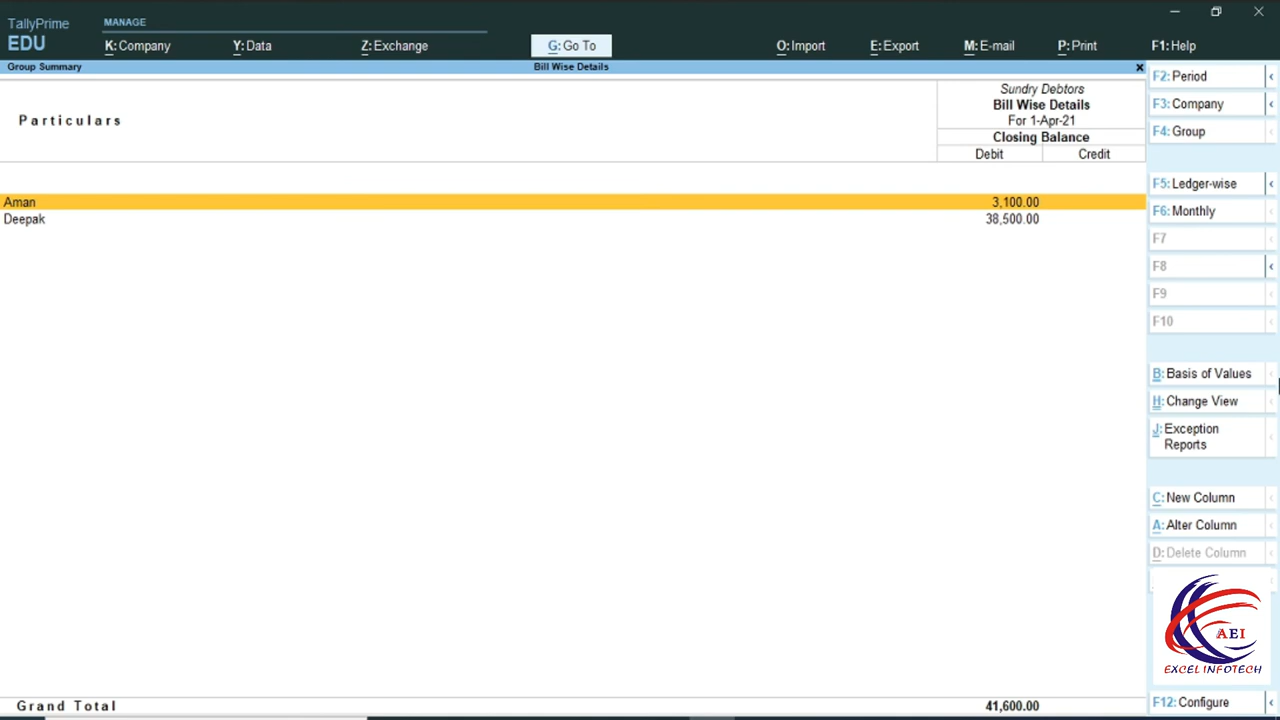 TallyPrime
EDU
MANAGE
K: Company
Y: Data
Z: Exchange
G: Go To
O: Import
E: Export
M: E-mail
P: Print
F1: Help
Group Summary
Bill Wise Details
x
Particulars
Sundry Debtors
Bill Wise Details
For 1-Apr-21
Closing Balance
Debit
Credit
Aman 3,100.00
Deepak 38,500.00
Grand Total 41,600.00
F2: Period
F3: Company
F4: Group
F5: Ledger-wise
F6: Monthly
F7
F8
F9
F10
B: Basis of Values
H: Change View
J: Exception
Reports
C: New Column
A: Alter Column
D: Delete Column
AEI
EXCEL INFOTECH
F12: Configure